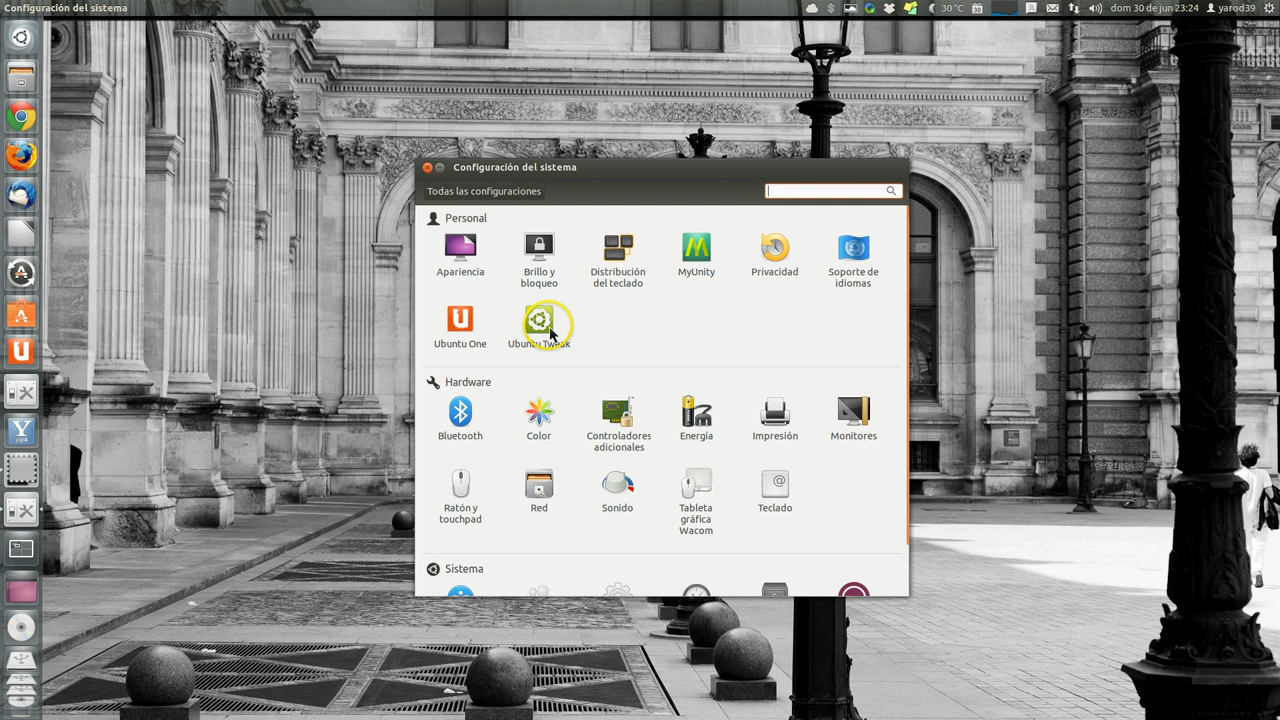 Configuración del sistema
30 °C
dom 30 de jun 23:24
yarod39
Configuración del sistema
Todas las configuraciones
Personal
Apariencia
Brillo y
bloqueo
Distribución
del teclado
MyUnity
Privacidad
Soporte de
idiomas
Ubuntu One
Ubuntu Tweak
Hardware
Bluetooth
Color
Controladores
adicionales
Energía
Impresión
Monitores
Ratón y
touchpad
Red
Sonido
Tableta
gráfica
Wacom
Teclado
Sistema